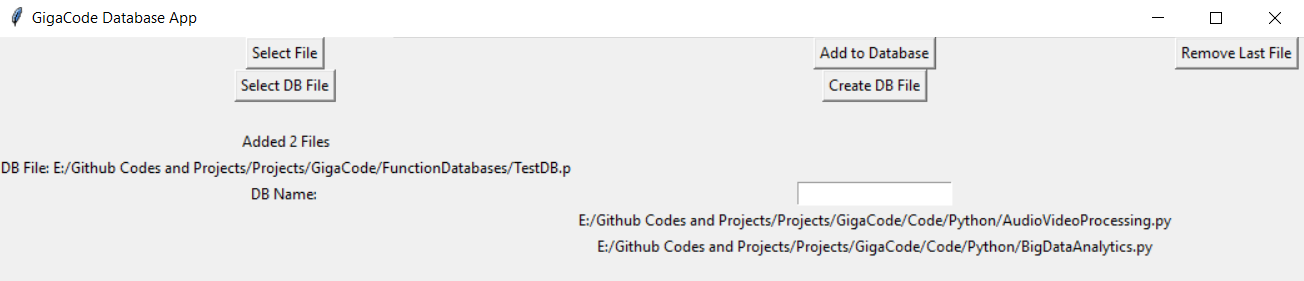 GigaCode Database App
Select File Add to Database Remove Last File
Select DB File Create DB File
Added 2 Files
DB File: E:/Github Codes and Projects/Projects/GigaCode/FunctionDatabases/TestDB.p
DB Name:
E:/Github Codes and Projects/Projects/GigaCode/Code/Python/AudioVideoProcessing.py
E:/Github Codes and Projects/Projects/GigaCode/Code/Python/BigDataAnalytics.py